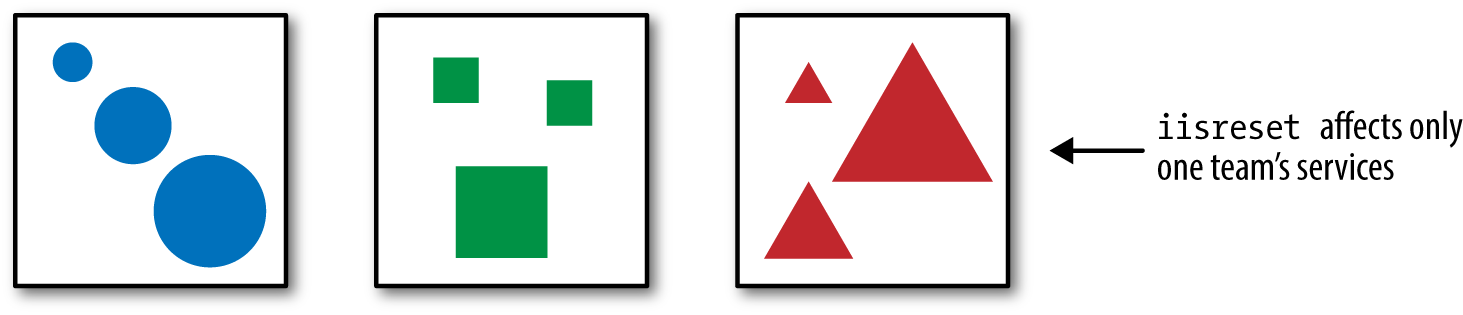 iisreset affects only
one team’s services